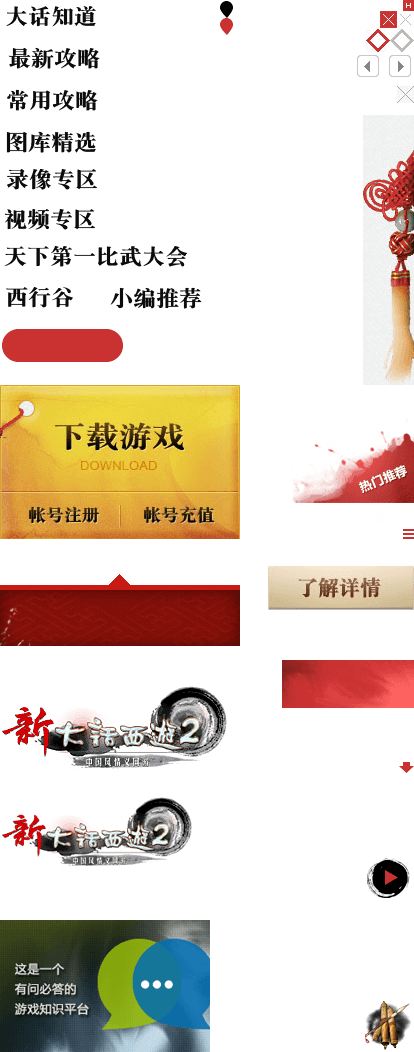 大话知道
H
最新攻略
常用攻略
图库精选
录像专区
视频专区
天下第一比武大会
西行谷
小编推荐
下载游戏
DOWNLOAD
帐号注册
帐号充值
热门推荐
了解详情
新大话西游2
中国风情义网游
新大话西游2
中国风情义网游
这是一个
有问必答的
游戏知识平台